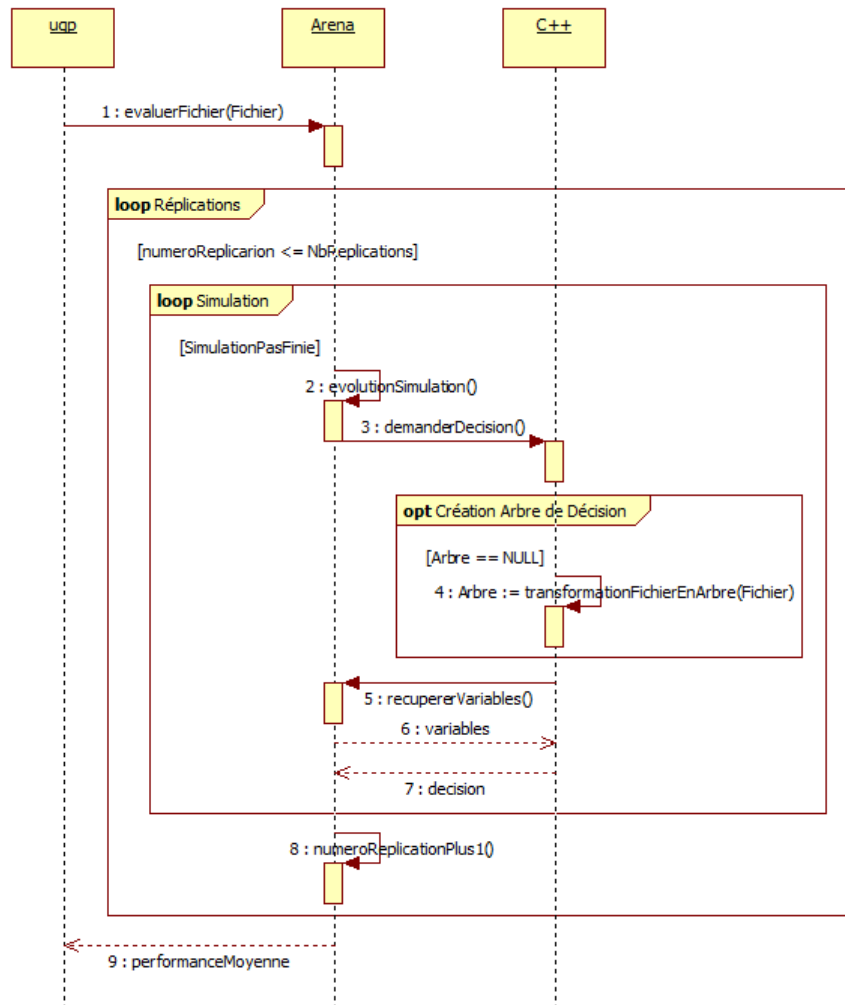 ugp
Arena
C++
1 : evaluerFichier(Fichier)
loop Réplications
[numeroReplicarion <= NbReplications]
loop Simulation
[SimulationPasFinie]
2 : evolutionSimulation()
3 : demanderDecision()
opt Création Arbre de Décision
[Arbre == NULL]
4 : Arbre := transformationFichierEnArbre(Fichier)
5 : recupererVariables()
6 : variables
7 : decision
8 : numeroReplicationPlus1()
9 : performanceMoyenne